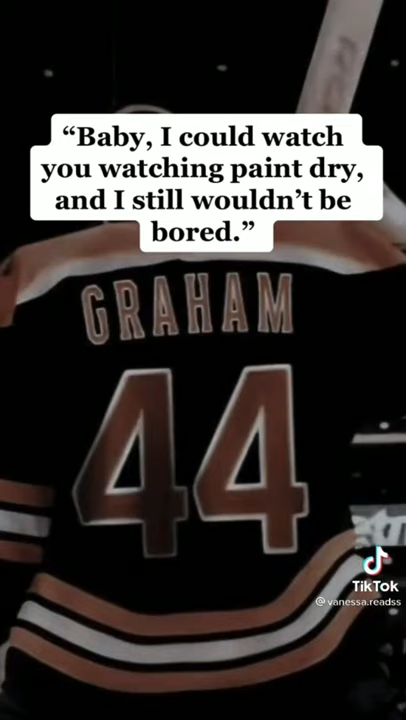 “Baby, I could watch
you watching paint dry,
and I still wouldn’t be
bored.”
GRAHAM
44
TikTok
@vanessa.readss